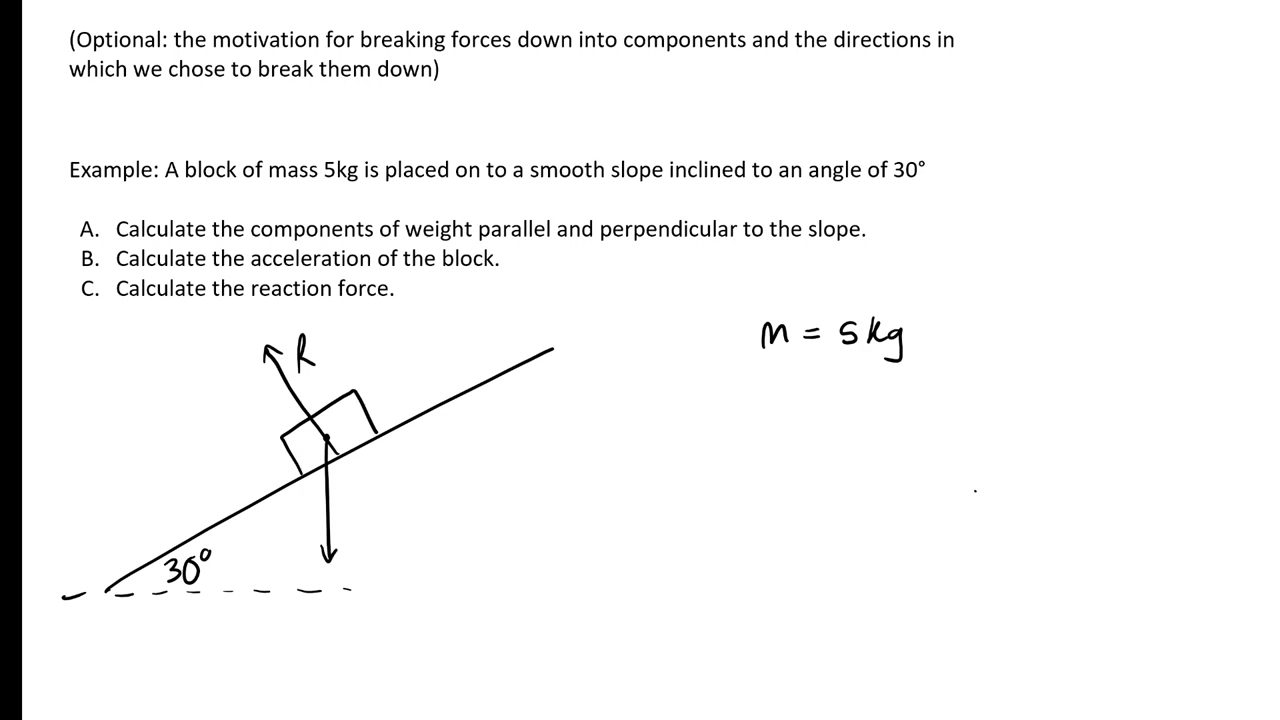 (Optional: the motivation for breaking forces down into components and the directions in
which we chose to break them down)
Example: A block of mass 5kg is placed on to a smooth slope inclined to an angle of 30°
A. Calculate the components of weight parallel and perpendicular to the slope.
B. Calculate the acceleration of the block.
C. Calculate the reaction force.
m = 5kg
R
30°